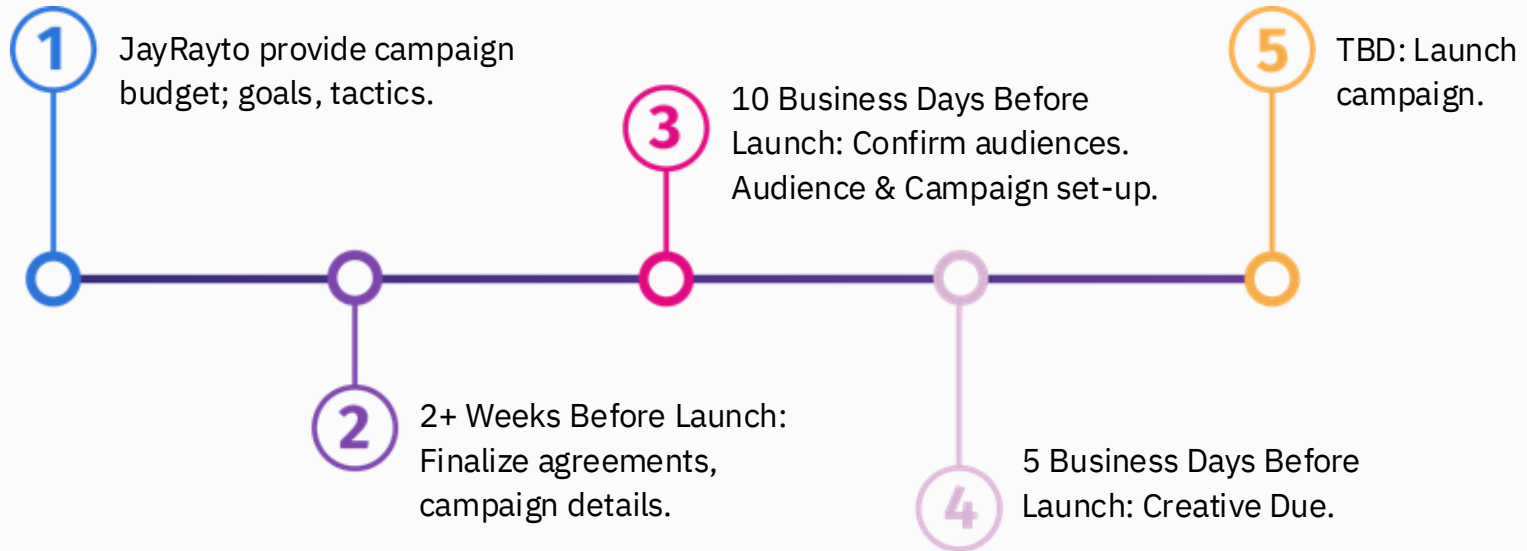 1
JayRayto provide campaign
budget; goals, tactics.
2
2+ Weeks Before Launch:
Finalize agreements,
campaign details.
3
10 Business Days Before
Launch: Confirm audiences.
Audience & Campaign set-up.
4
5 Business Days Before
Launch: Creative Due.
5
TBD: Launch
campaign.